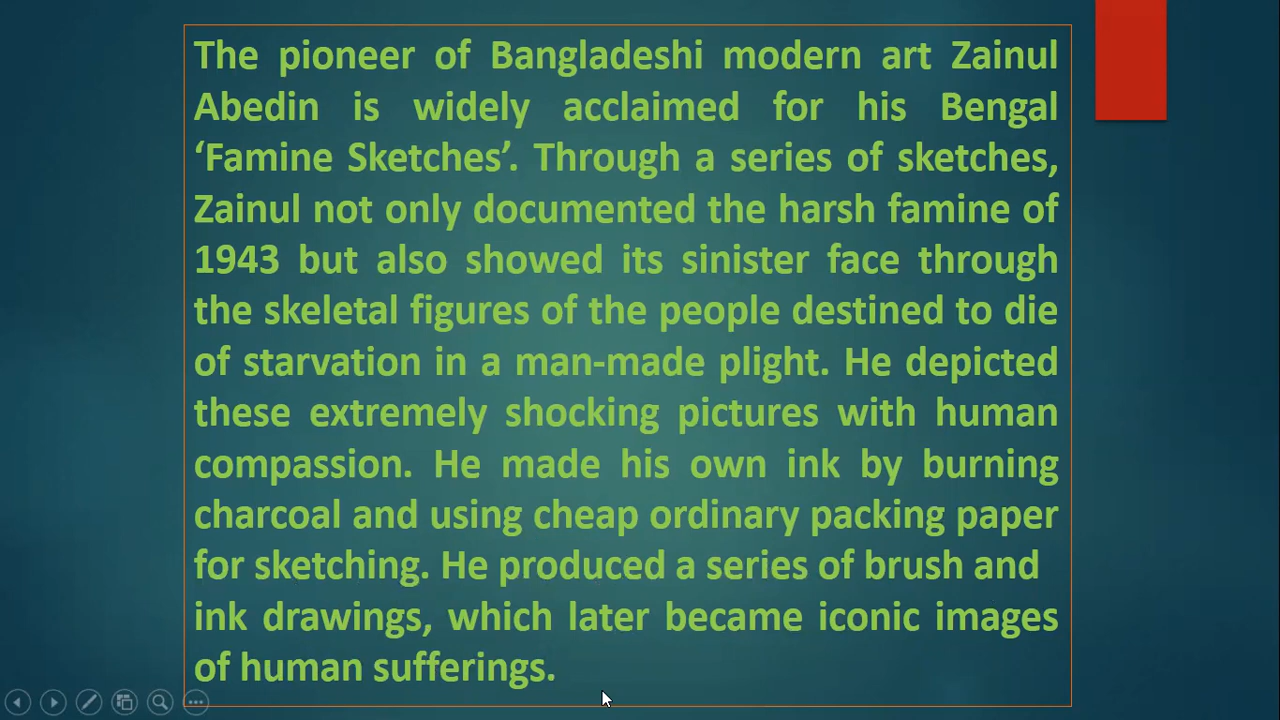 The pioneer of Bangladeshi modern art Zainul
Abedin is widely acclaimed for his Bengal
‘Famine Sketches’. Through a series of sketches,
Zainul not only documented the harsh famine of
1943 but also showed its sinister face through
the skeletal figures of the people destined to die
of starvation in a man-made plight. He depicted
these extremely shocking pictures with human
compassion. He made his own ink by burning
charcoal and using cheap ordinary packing paper
for sketching. He produced a series of brush and
ink drawings, which later became iconic images
of human sufferings.